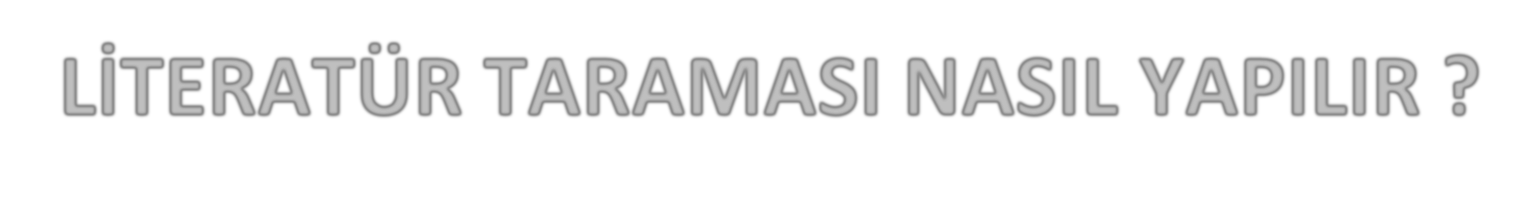 LİTERATÜR TARAMASI NASIL YAPILIR ?